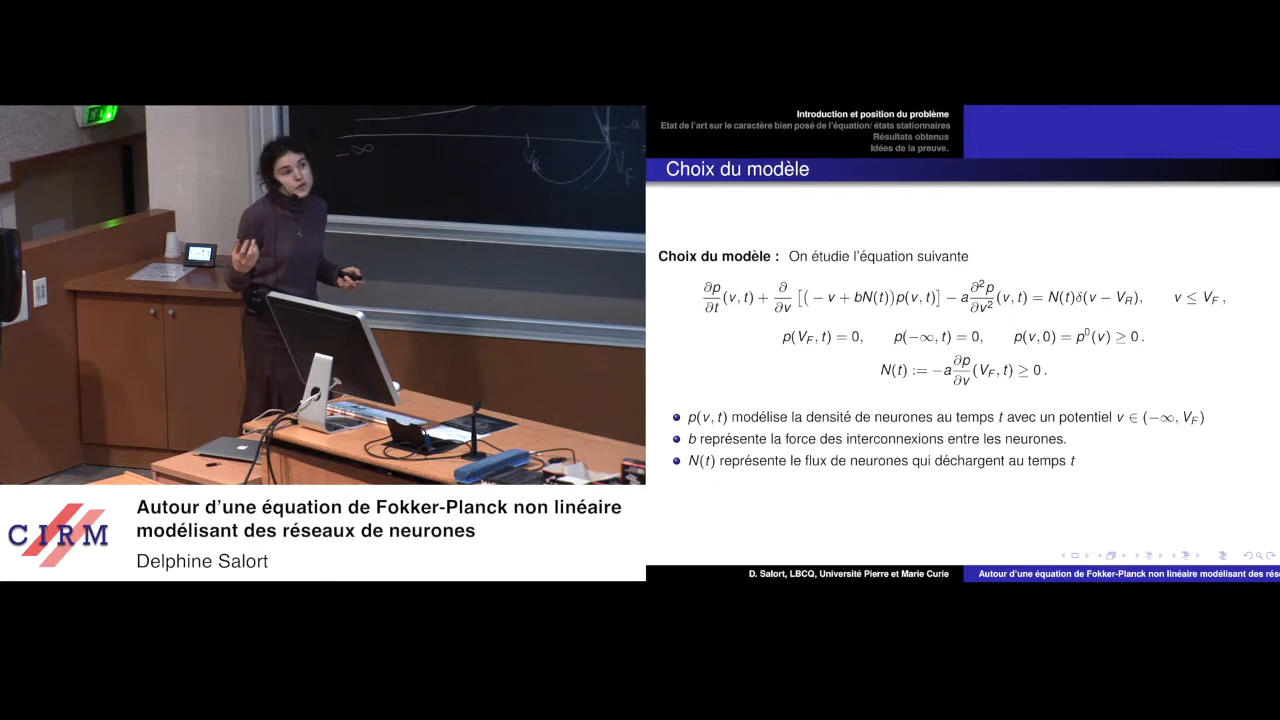 -∞
V_R
V_F
Introduction et position du problème
Etat de l'art sur le caractère bien posé de l'équation/ états stationnaires
Résultats obtenus
Idées de la preuve.
Choix du modèle
Choix du modèle : On étudie l'équation suivante
∂p/∂t (v, t) + ∂/∂v [(− v + bN(t))p(v, t)] − a ∂²p/∂v² (v, t) = N(t)δ(v − V_R), v ≤ V_F ,
p(V_F, t) = 0, p(−∞, t) = 0, p(v, 0) = p⁰(v) ≥ 0 .
N(t) := −a ∂p/∂v (V_F, t) ≥ 0 .
p(v, t) modélise la densité de neurones au temps t avec un potentiel v ∈ (−∞, V_F)
b représente la force des interconnexions entre les neurones.
N(t) représente le flux de neurones qui déchargent au temps t
D. Salort, LBCQ, Université Pierre et Marie Curie
Autour d'une équation de Fokker-Planck non linéaire modélisant des rés
CIRM
Autour d'une équation de Fokker-Planck non linéaire
modélisant des réseaux de neurones
Delphine Salort